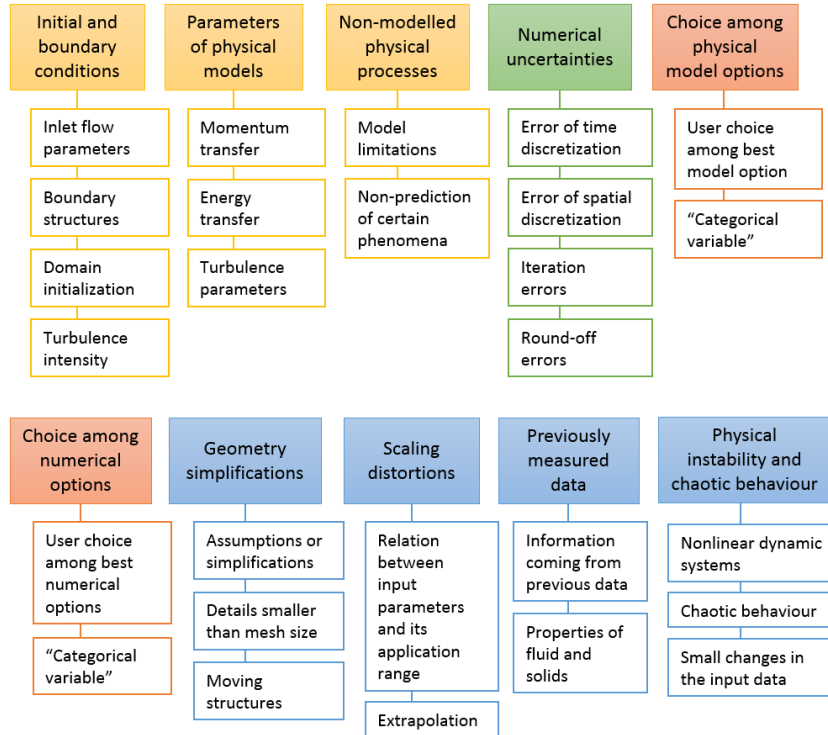 Initial and
boundary
conditions
Inlet flow
parameters
Boundary
structures
Domain
initialization
Turbulence
intensity
Parameters
of physical
models
Momentum
transfer
Energy
transfer
Turbulence
parameters
Non-modelled
physical
processes
Model
limitations
Non-prediction
of certain
phenomena
Numerical
uncertainties
Error of time
discretization
Error of spatial
discretization
Iteration
errors
Round-off
errors
Choice among
physical
model options
User choice
among best
model option
“Categorical
variable”
Choice among
numerical
options
User choice
among best
numerical
options
“Categorical
variable”
Geometry
simplifications
Assumptions or
simplifications
Details smaller
than mesh size
Moving
structures
Scaling
distortions
Relation
between
input
parameters
and its
application
range
Extrapolation
Previously
measured
data
Information
coming from
previous data
Properties of
fluid and
solids
Physical
instability and
chaotic behaviour
Nonlinear dynamic
systems
Chaotic behaviour
Small changes in
the input data